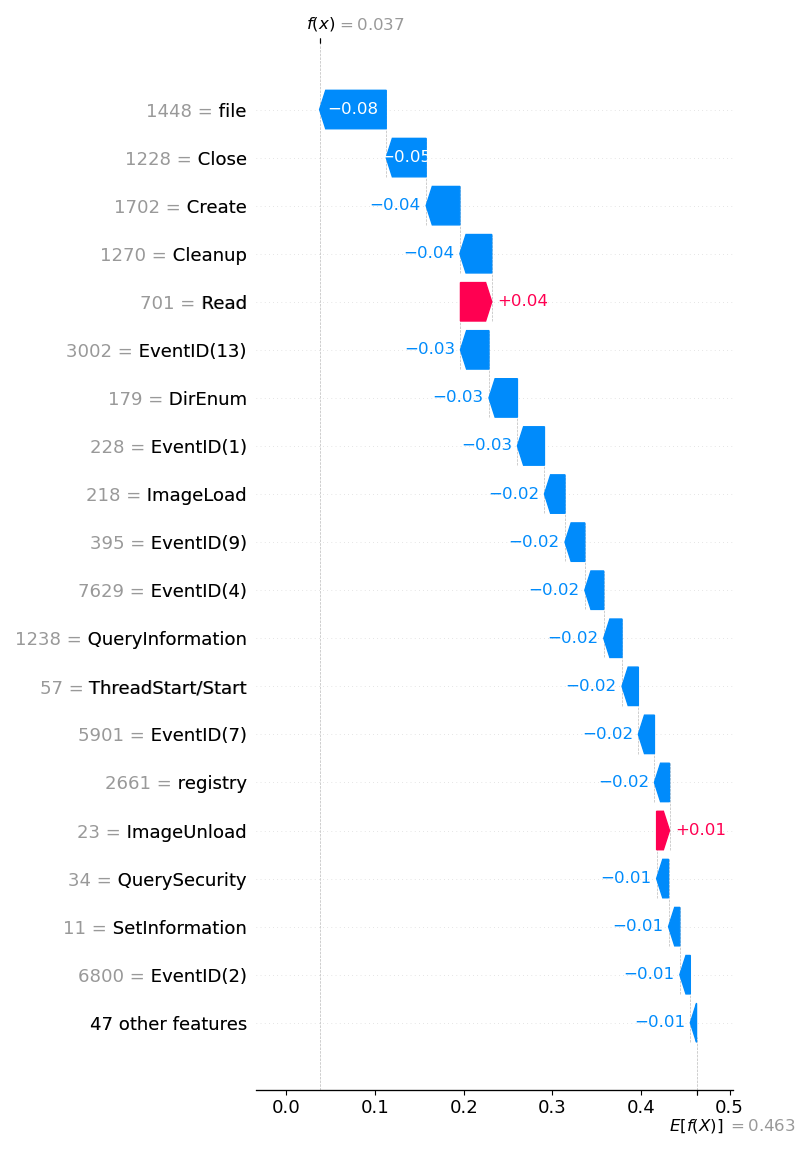 f(x) = 0.037
1448 = file −0.08
1228 = Close −0.05
1702 = Create −0.04
1270 = Cleanup −0.04
701 = Read +0.04
3002 = EventID(13) −0.03
179 = DirEnum −0.03
228 = EventID(1) −0.03
218 = ImageLoad −0.02
395 = EventID(9) −0.02
7629 = EventID(4) −0.02
1238 = QueryInformation −0.02
57 = ThreadStart/Start −0.02
5901 = EventID(7) −0.02
2661 = registry −0.02
23 = ImageUnload +0.01
34 = QuerySecurity −0.01
11 = SetInformation −0.01
6800 = EventID(2) −0.01
47 other features −0.01
0.0 0.1 0.2 0.3 0.4 0.5
E[f(X)] = 0.463